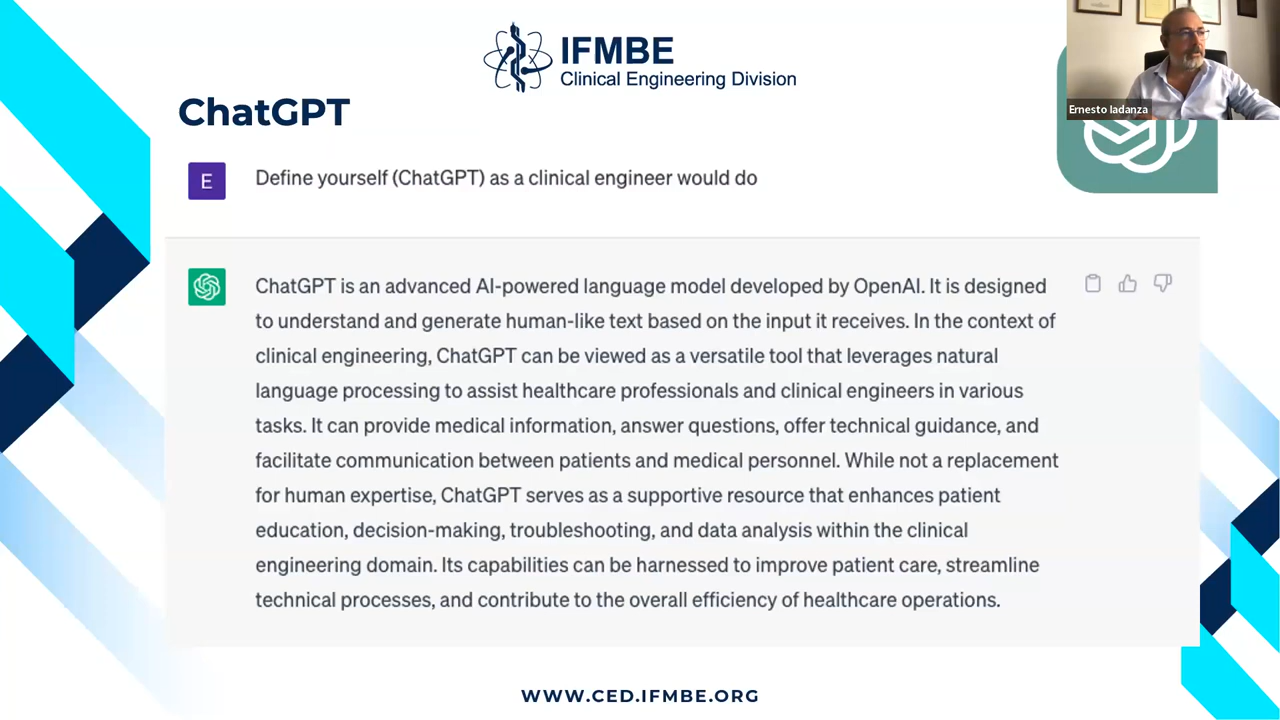 IFMBE
Clinical Engineering Division
ChatGPT
Ernesto Iadanza
E
Define yourself (ChatGPT) as a clinical engineer would do
ChatGPT is an advanced AI-powered language model developed by OpenAI. It is designed
to understand and generate human-like text based on the input it receives. In the context of
clinical engineering, ChatGPT can be viewed as a versatile tool that leverages natural
language processing to assist healthcare professionals and clinical engineers in various
tasks. It can provide medical information, answer questions, offer technical guidance, and
facilitate communication between patients and medical personnel. While not a replacement
for human expertise, ChatGPT serves as a supportive resource that enhances patient
education, decision-making, troubleshooting, and data analysis within the clinical
engineering domain. Its capabilities can be harnessed to improve patient care, streamline
technical processes, and contribute to the overall efficiency of healthcare operations.
WWW.CED.IFMBE.ORG